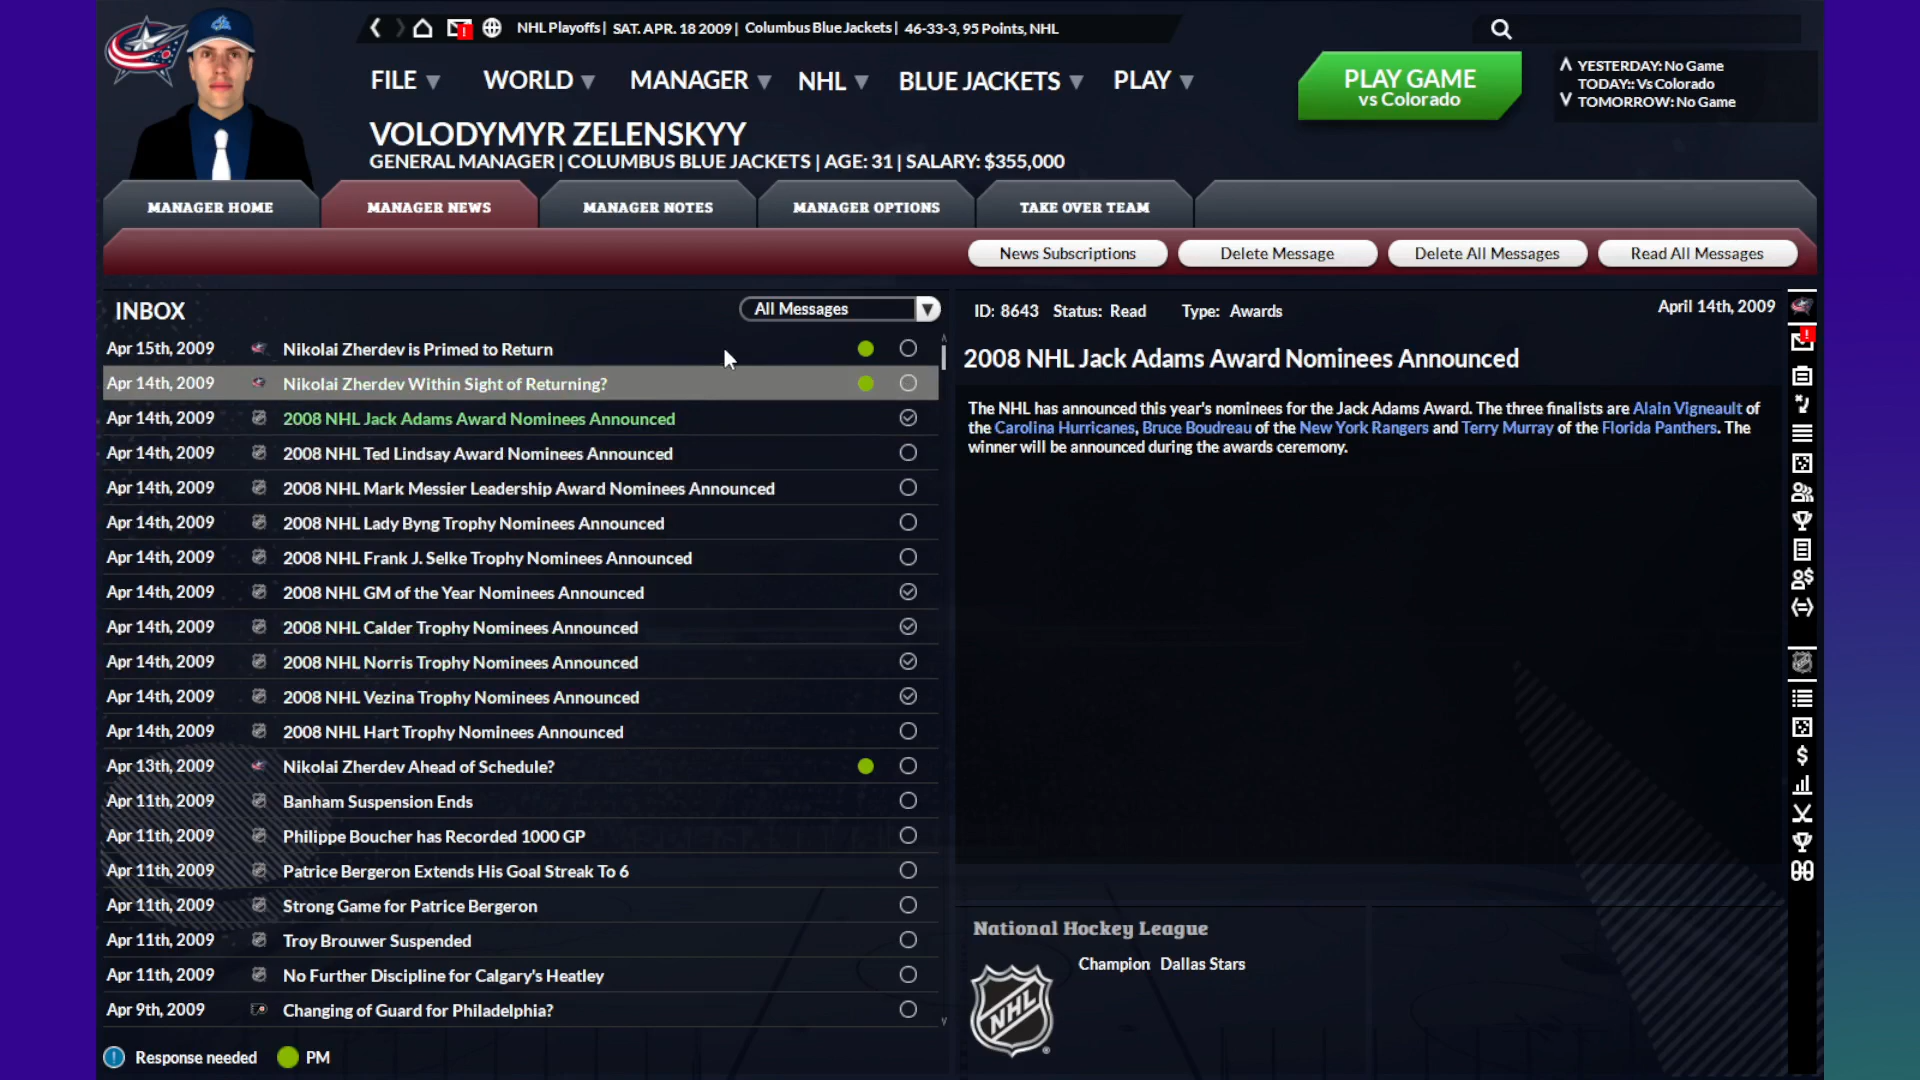 NHL Playoffs | SAT. APR. 18 2009 | Columbus Blue Jackets | 46-33-3, 95 Points, NHL
FILE WORLD MANAGER NHL BLUE JACKETS PLAY
PLAY GAME
vs Colorado
YESTERDAY: No Game
TODAY:: Vs Colorado
TOMORROW: No Game
VOLODYMYR ZELENSKYY
GENERAL MANAGER | COLUMBUS BLUE JACKETS | AGE: 31 | SALARY: $355,000
MANAGER HOME MANAGER NEWS MANAGER NOTES MANAGER OPTIONS TAKE OVER TEAM
News Subscriptions Delete Message Delete All Messages Read All Messages
INBOX All Messages
Apr 15th, 2009 Nikolai Zherdev is Primed to Return
Apr 14th, 2009 Nikolai Zherdev Within Sight of Returning?
Apr 14th, 2009 2008 NHL Jack Adams Award Nominees Announced
Apr 14th, 2009 2008 NHL Ted Lindsay Award Nominees Announced
Apr 14th, 2009 2008 NHL Mark Messier Leadership Award Nominees Announced
Apr 14th, 2009 2008 NHL Lady Byng Trophy Nominees Announced
Apr 14th, 2009 2008 NHL Frank J. Selke Trophy Nominees Announced
Apr 14th, 2009 2008 NHL GM of the Year Nominees Announced
Apr 14th, 2009 2008 NHL Calder Trophy Nominees Announced
Apr 14th, 2009 2008 NHL Norris Trophy Nominees Announced
Apr 14th, 2009 2008 NHL Vezina Trophy Nominees Announced
Apr 14th, 2009 2008 NHL Hart Trophy Nominees Announced
Apr 13th, 2009 Nikolai Zherdev Ahead of Schedule?
Apr 11th, 2009 Banham Suspension Ends
Apr 11th, 2009 Philippe Boucher has Recorded 1000 GP
Apr 11th, 2009 Patrice Bergeron Extends His Goal Streak To 6
Apr 11th, 2009 Strong Game for Patrice Bergeron
Apr 11th, 2009 Troy Brouwer Suspended
Apr 11th, 2009 No Further Discipline for Calgary's Heatley
Apr 9th, 2009 Changing of Guard for Philadelphia?
Response needed PM
ID: 8643 Status: Read Type: Awards April 14th, 2009
2008 NHL Jack Adams Award Nominees Announced
The NHL has announced this year's nominees for the Jack Adams Award. The three finalists are Alain Vigneault of
the Carolina Hurricanes, Bruce Boudreau of the New York Rangers and Terry Murray of the Florida Panthers. The
winner will be announced during the awards ceremony.
National Hockey League
Champion Dallas Stars
NHL